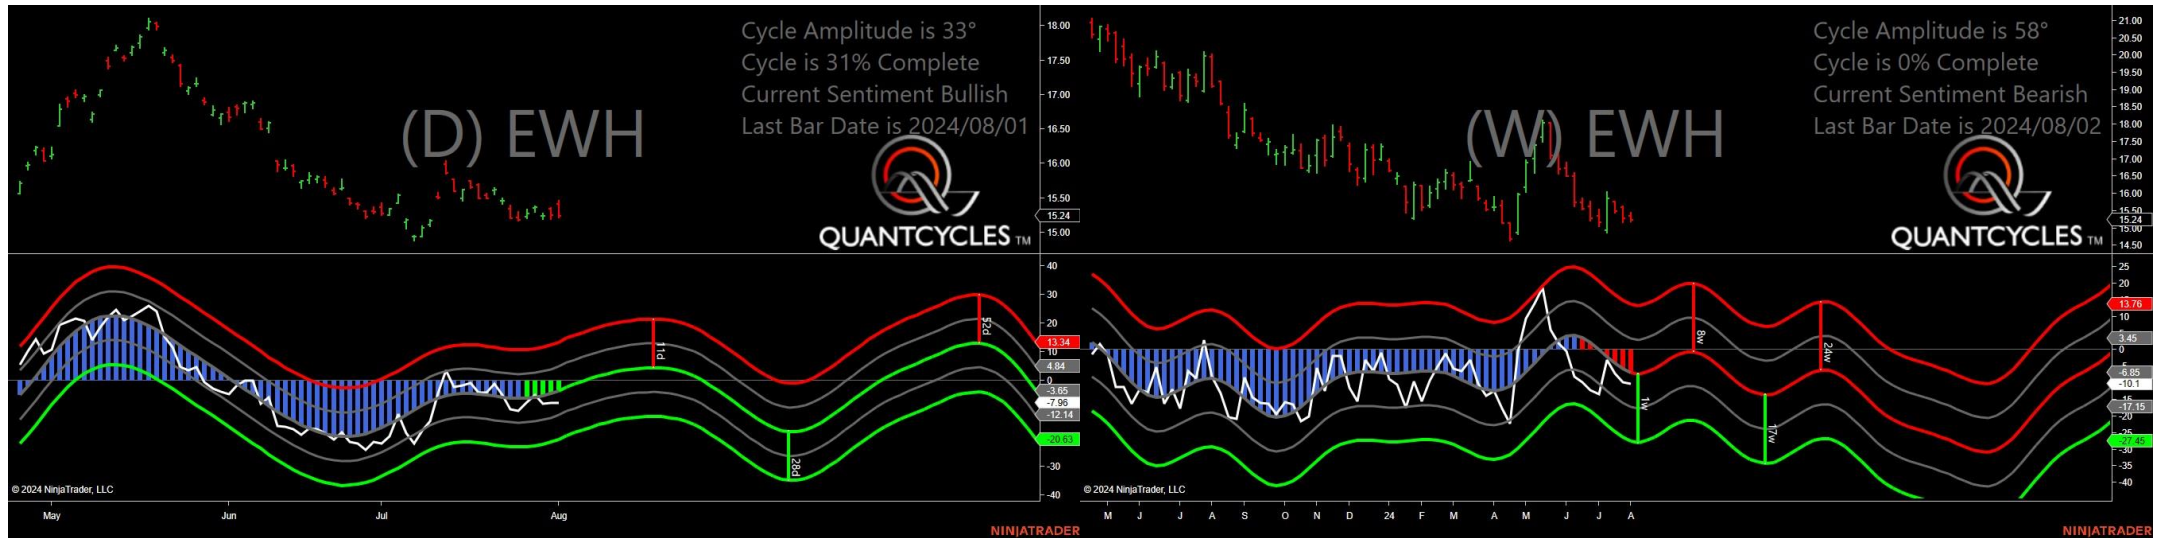 Cycle Amplitude is 33°
Cycle is 31% Complete
Current Sentiment Bullish
Last Bar Date is 2024/08/01
(D) EWH
QUANTCYCLES TM
18.00
17.50
17.00
16.50
16.00
15.50
15.24
15.00
40
30
20
13.34
10
4.84
0
-3.65
-7.96
-12.14
-20.63
-30
-40
11d
28d
52d
© 2024 NinjaTrader, LLC
May Jun Jul Aug
NINJATRADER
Cycle Amplitude is 58°
Cycle is 0% Complete
Current Sentiment Bearish
Last Bar Date is 2024/08/02
(W) EWH
QUANTCYCLES TM
21.00
20.50
20.00
19.50
19.00
18.50
18.00
17.50
17.00
16.50
16.00
15.50
15.24
15.00
14.50
25
20
13.76
10
3.45
0
-6.85
-10.1
-15
-17.15
-20
-27.45
-30
-35
-40
1w
8w
17w
24w
© 2024 NinjaTrader, LLC
M J J A S O N D 24 F M A M J J A
NINJATRADER